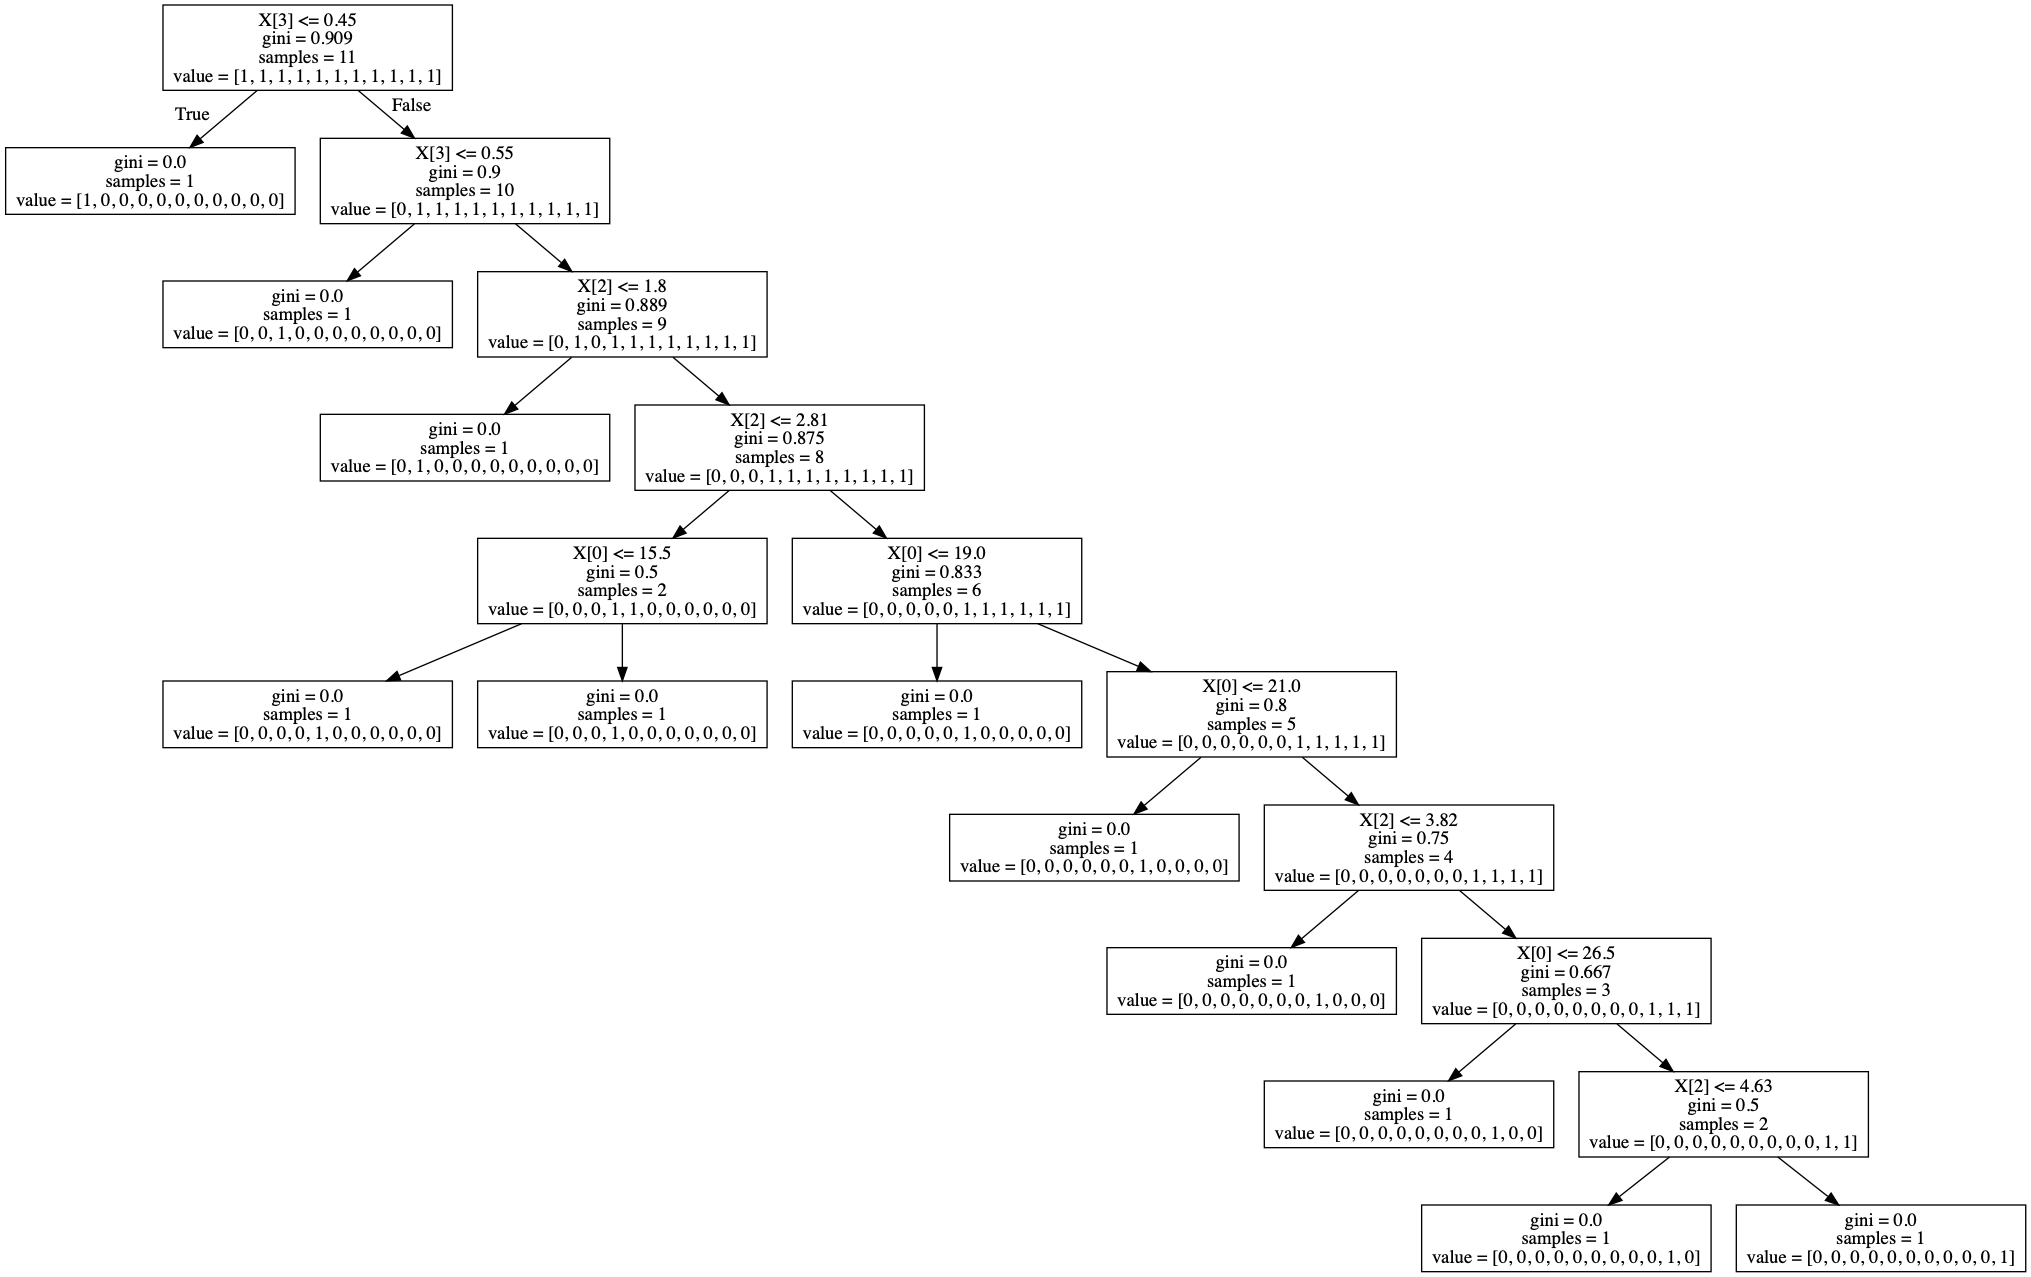 X[3] <= 0.45
gini = 0.909
samples = 11
value = [1, 1, 1, 1, 1, 1, 1, 1, 1, 1, 1]
True
False
gini = 0.0
samples = 1
value = [1, 0, 0, 0, 0, 0, 0, 0, 0, 0, 0]
X[3] <= 0.55
gini = 0.9
samples = 10
value = [0, 1, 1, 1, 1, 1, 1, 1, 1, 1, 1]
gini = 0.0
samples = 1
value = [0, 0, 1, 0, 0, 0, 0, 0, 0, 0, 0]
X[2] <= 1.8
gini = 0.889
samples = 9
value = [0, 1, 0, 1, 1, 1, 1, 1, 1, 1, 1]
gini = 0.0
samples = 1
value = [0, 1, 0, 0, 0, 0, 0, 0, 0, 0, 0]
X[2] <= 2.81
gini = 0.875
samples = 8
value = [0, 0, 0, 1, 1, 1, 1, 1, 1, 1, 1]
X[0] <= 15.5
gini = 0.5
samples = 2
value = [0, 0, 0, 1, 1, 0, 0, 0, 0, 0, 0]
X[0] <= 19.0
gini = 0.833
samples = 6
value = [0, 0, 0, 0, 0, 1, 1, 1, 1, 1, 1]
gini = 0.0
samples = 1
value = [0, 0, 0, 0, 1, 0, 0, 0, 0, 0, 0]
gini = 0.0
samples = 1
value = [0, 0, 0, 1, 0, 0, 0, 0, 0, 0, 0]
gini = 0.0
samples = 1
value = [0, 0, 0, 0, 0, 1, 0, 0, 0, 0, 0]
X[0] <= 21.0
gini = 0.8
samples = 5
value = [0, 0, 0, 0, 0, 0, 1, 1, 1, 1, 1]
gini = 0.0
samples = 1
value = [0, 0, 0, 0, 0, 0, 1, 0, 0, 0, 0]
X[2] <= 3.82
gini = 0.75
samples = 4
value = [0, 0, 0, 0, 0, 0, 0, 1, 1, 1, 1]
gini = 0.0
samples = 1
value = [0, 0, 0, 0, 0, 0, 0, 1, 0, 0, 0]
X[0] <= 26.5
gini = 0.667
samples = 3
value = [0, 0, 0, 0, 0, 0, 0, 0, 1, 1, 1]
gini = 0.0
samples = 1
value = [0, 0, 0, 0, 0, 0, 0, 0, 1, 0, 0]
X[2] <= 4.63
gini = 0.5
samples = 2
value = [0, 0, 0, 0, 0, 0, 0, 0, 0, 1, 1]
gini = 0.0
samples = 1
value = [0, 0, 0, 0, 0, 0, 0, 0, 0, 1, 0]
gini = 0.0
samples = 1
value = [0, 0, 0, 0, 0, 0, 0, 0, 0, 0, 1]